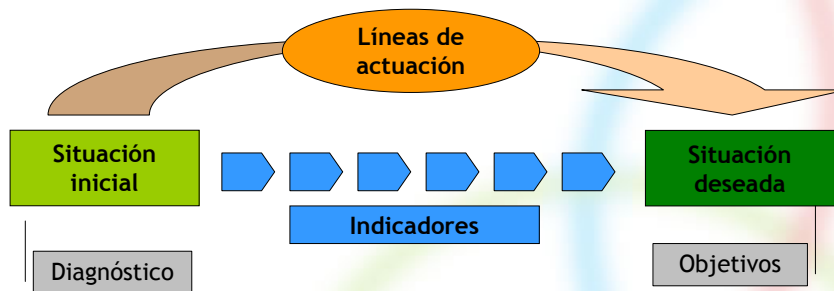 Líneas de
actuación
Situación
inicial
Situación
deseada
Indicadores
Diagnóstico
Objetivos